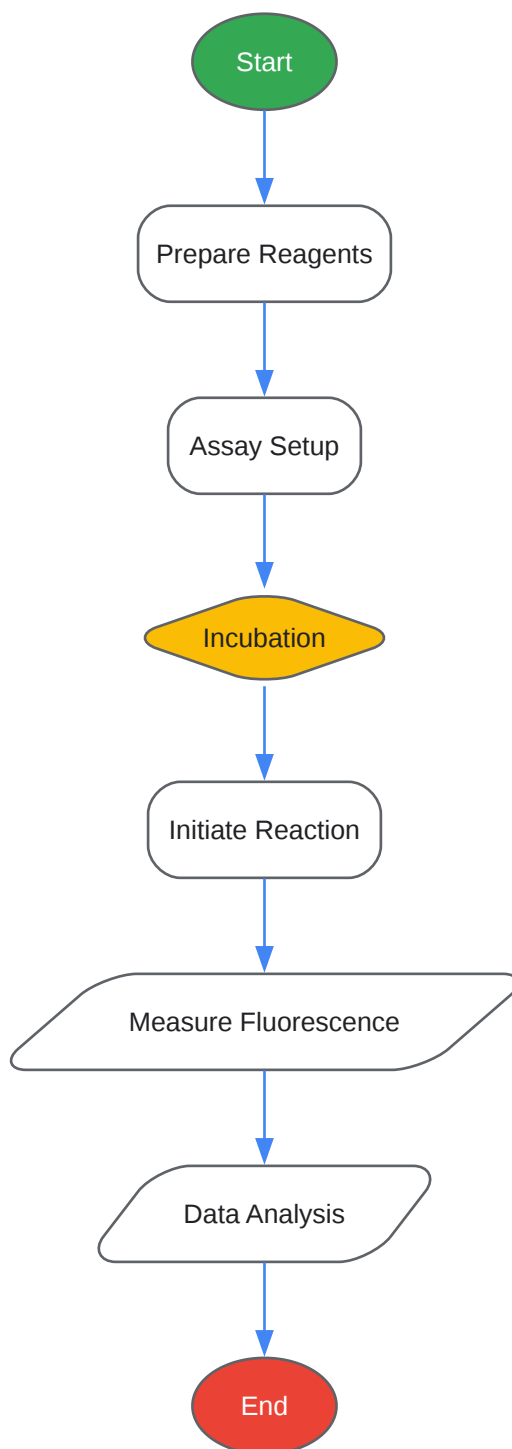 Start
Prepare Reagents
Assay Setup
Incubation
Initiate Reaction
Measure Fluorescence
Data Analysis
End